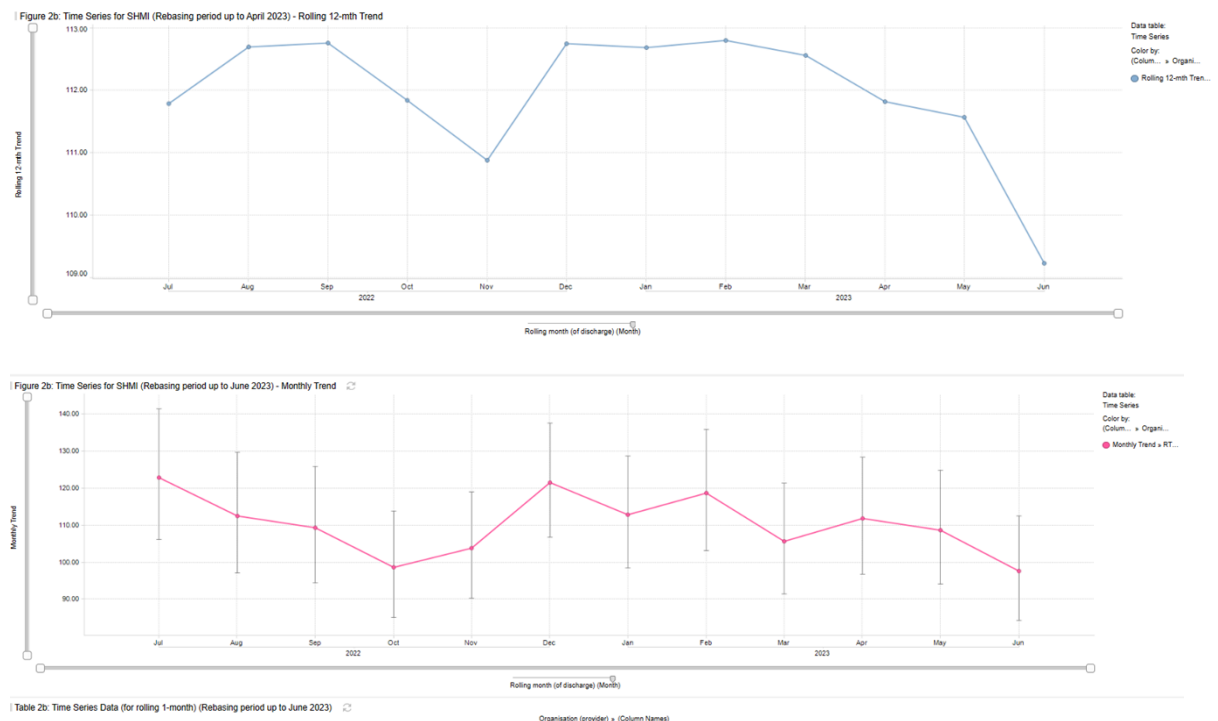 Figure 2b: Time Series for SHMI (Rebasing period up to April 2023) - Rolling 12-mth Trend
113.00
112.00
111.00
110.00
109.00
Rolling 12-mth Trend
Jul Aug Sep Oct Nov Dec Jan Feb Mar Apr May Jun
2022 2023
Rolling month (of discharge) (Month)
Data table:
Time Series
Color by:
(Colum... » Organi...
Rolling 12-mth Tren...
Figure 2b: Time Series for SHMI (Rebasing period up to June 2023) - Monthly Trend
140.00
130.00
120.00
110.00
100.00
90.00
Monthly Trend
Jul Aug Sep Oct Nov Dec Jan Feb Mar Apr May Jun
2022 2023
Rolling month (of discharge) (Month)
Data table:
Time Series
Color by:
(Colum... » Organi...
Monthly Trend » RT...
Table 2b: Time Series Data (for rolling 1-month) (Rebasing period up to June 2023)
Organisation (provider) » (Column Names)